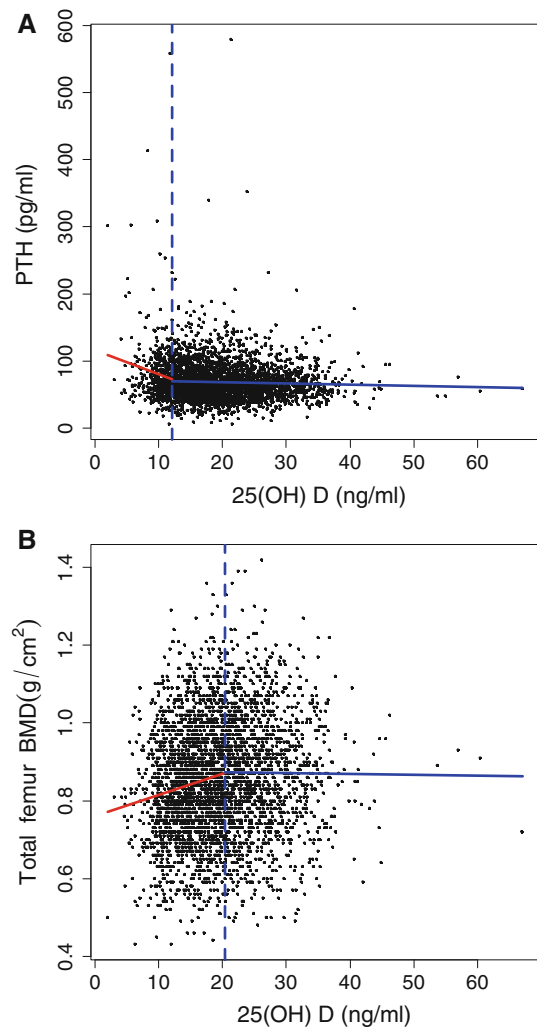 A
600
500
400
300
200
100
0
PTH (pg/ml)
0 10 20 30 40 50 60
25(OH) D (ng/ml)
B
1.4
1.2
1.0
0.8
0.6
0.4
Total femur BMD(g/cm²)
0 10 20 30 40 50 60
25(OH) D (ng/ml)